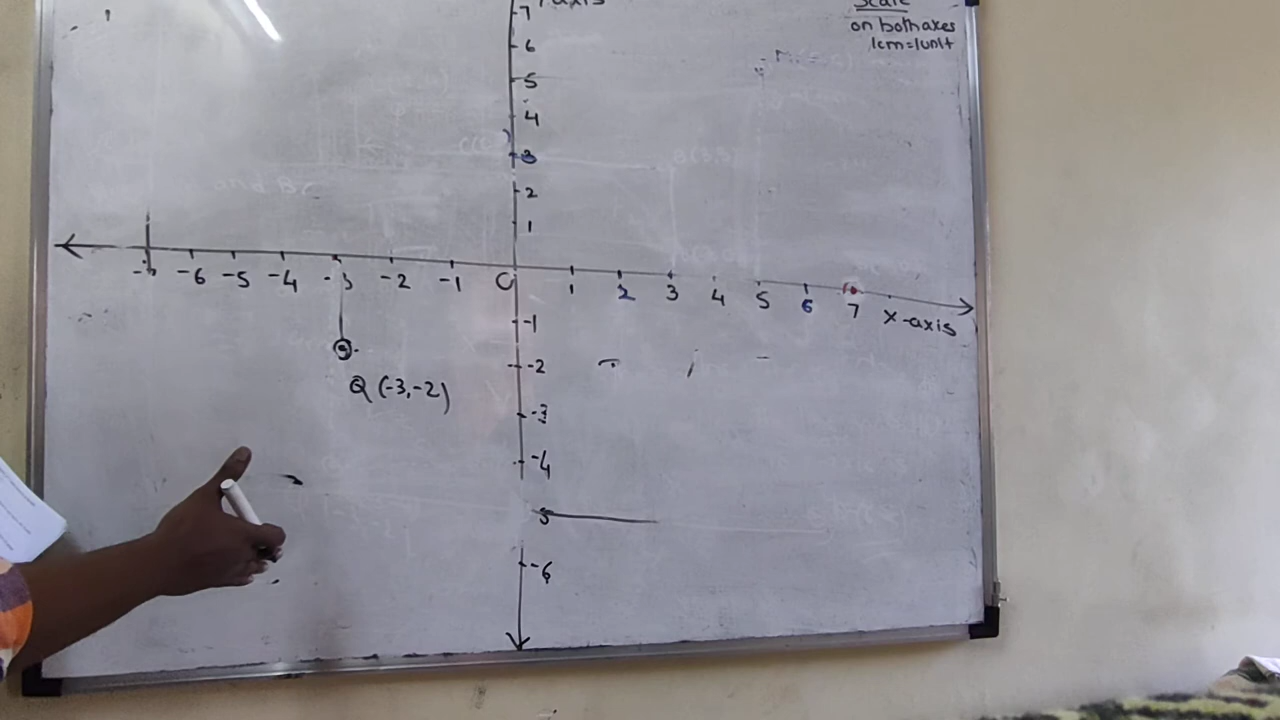 Scale
on both axes
1cm=1unit
7
6
5
4
3
2
1
-6 -5 -4 -3 -2 -1 O 1 2 3 4 5 6 7
X-axis
-1
-2
Q (-3,-2)
-3
-4
5
-6